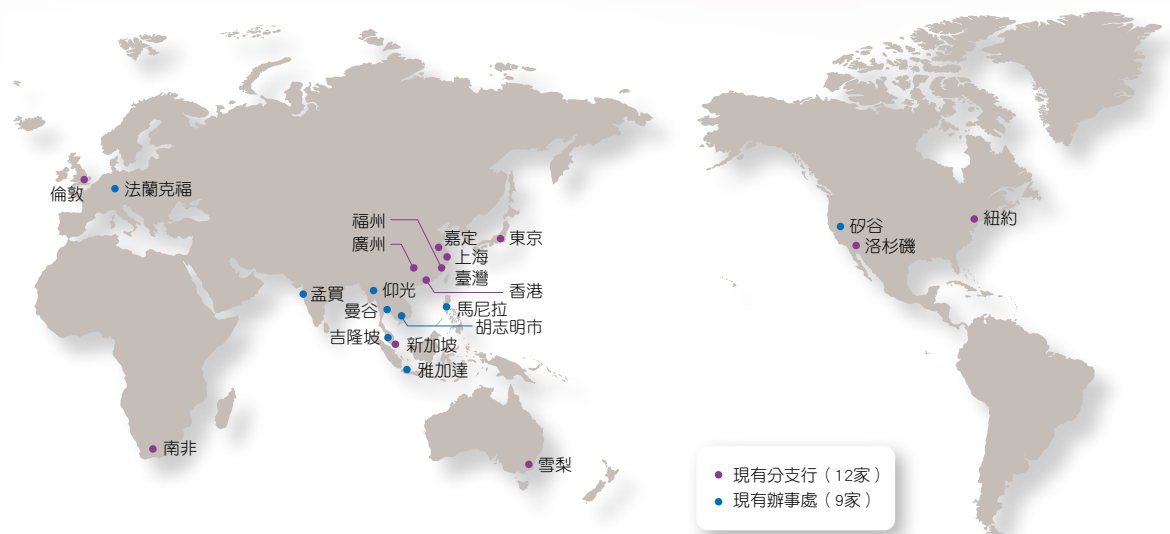 倫敦
法蘭克福
福州
廣州
嘉定
東京
上海
臺灣
香港
孟買
仰光
曼谷
馬尼拉
胡志明市
吉隆坡
新加坡
雅加達
南非
雪梨
矽谷
洛杉磯
紐約
現有分支行（12家）
現有辦事處（9家）